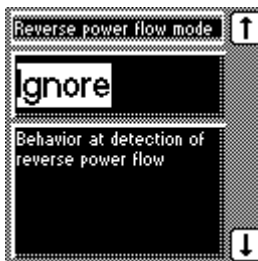 Reverse power flow mode
Ignore
Behavior at detection of
reverse power flow